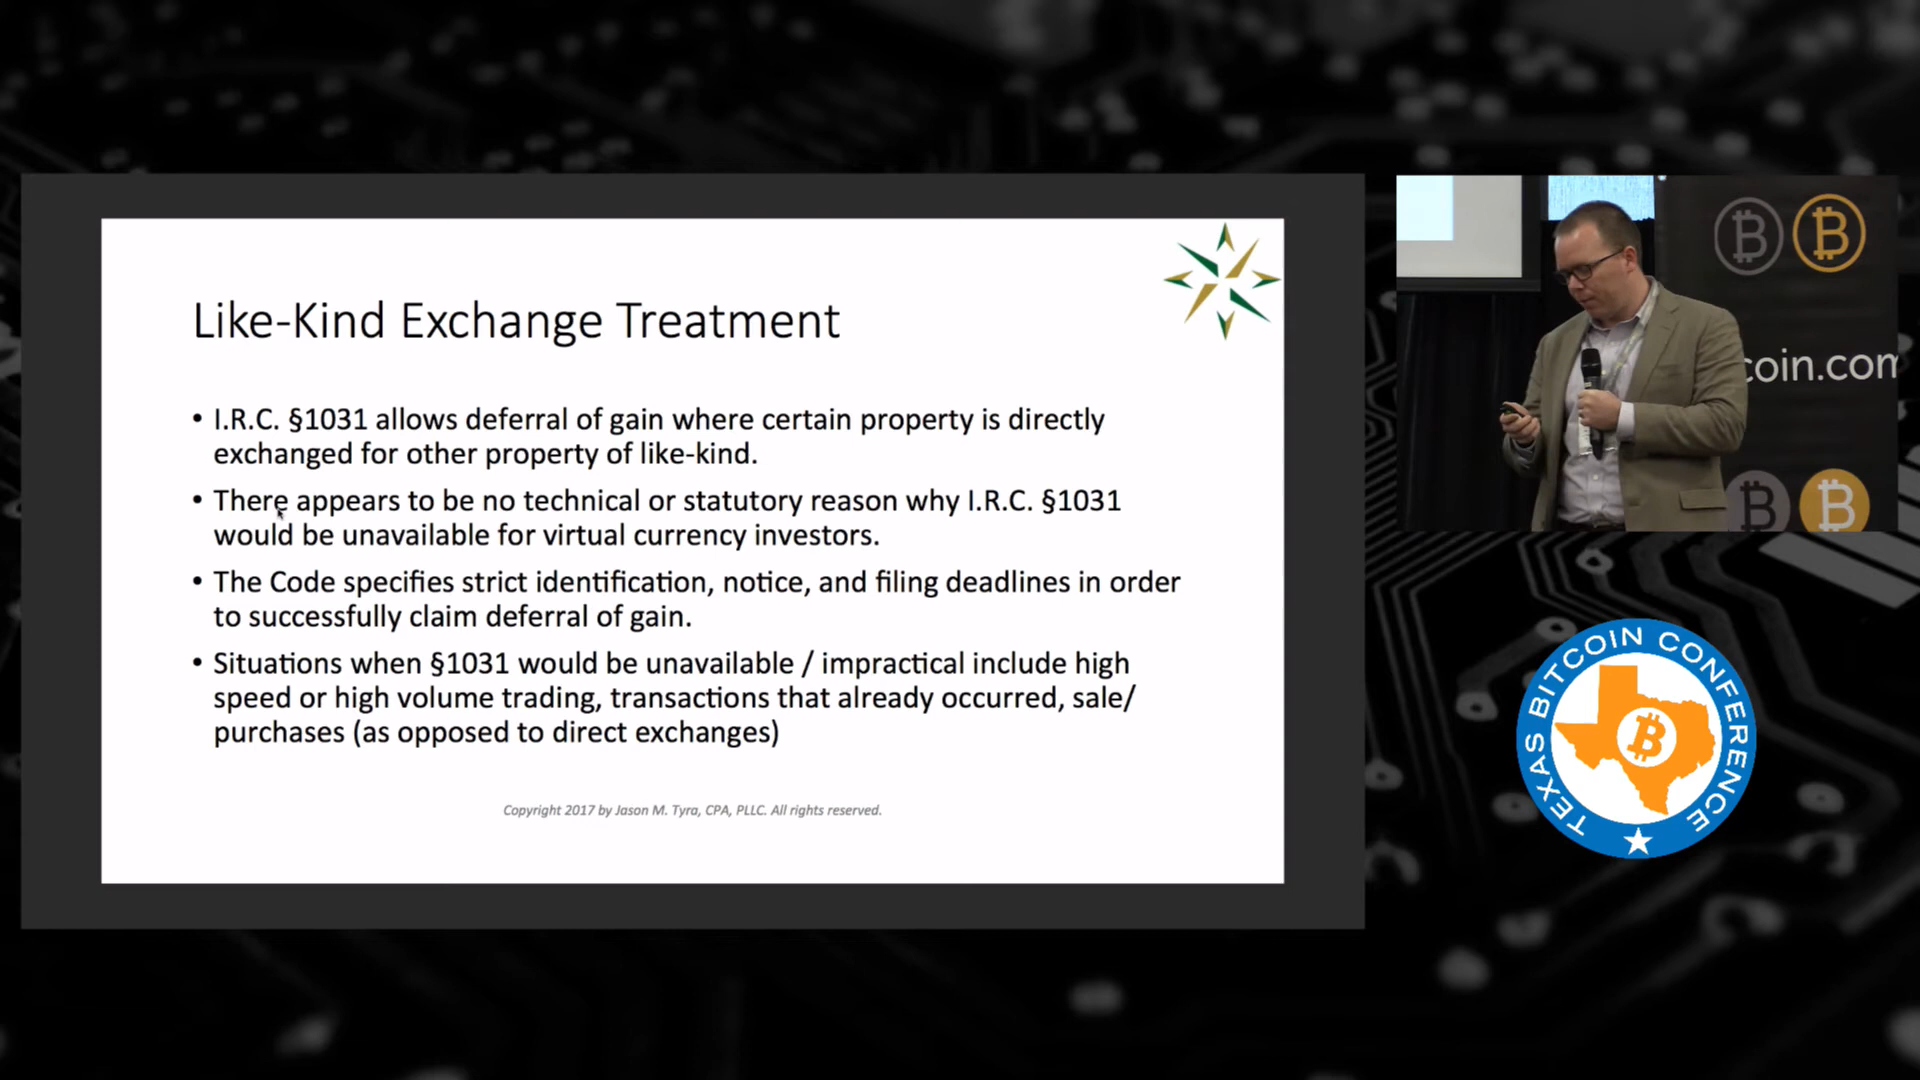 Like-Kind Exchange Treatment
• I.R.C. §1031 allows deferral of gain where certain property is directly
exchanged for other property of like-kind.
• There appears to be no technical or statutory reason why I.R.C. §1031
would be unavailable for virtual currency investors.
• The Code specifies strict identification, notice, and filing deadlines in order
to successfully claim deferral of gain.
• Situations when §1031 would be unavailable / impractical include high
speed or high volume trading, transactions that already occurred, sale/
purchases (as opposed to direct exchanges)
Copyright 2017 by Jason M. Tyra, CPA, PLLC. All rights reserved.
coin.com
TEXAS BITCOIN CONFERENCE